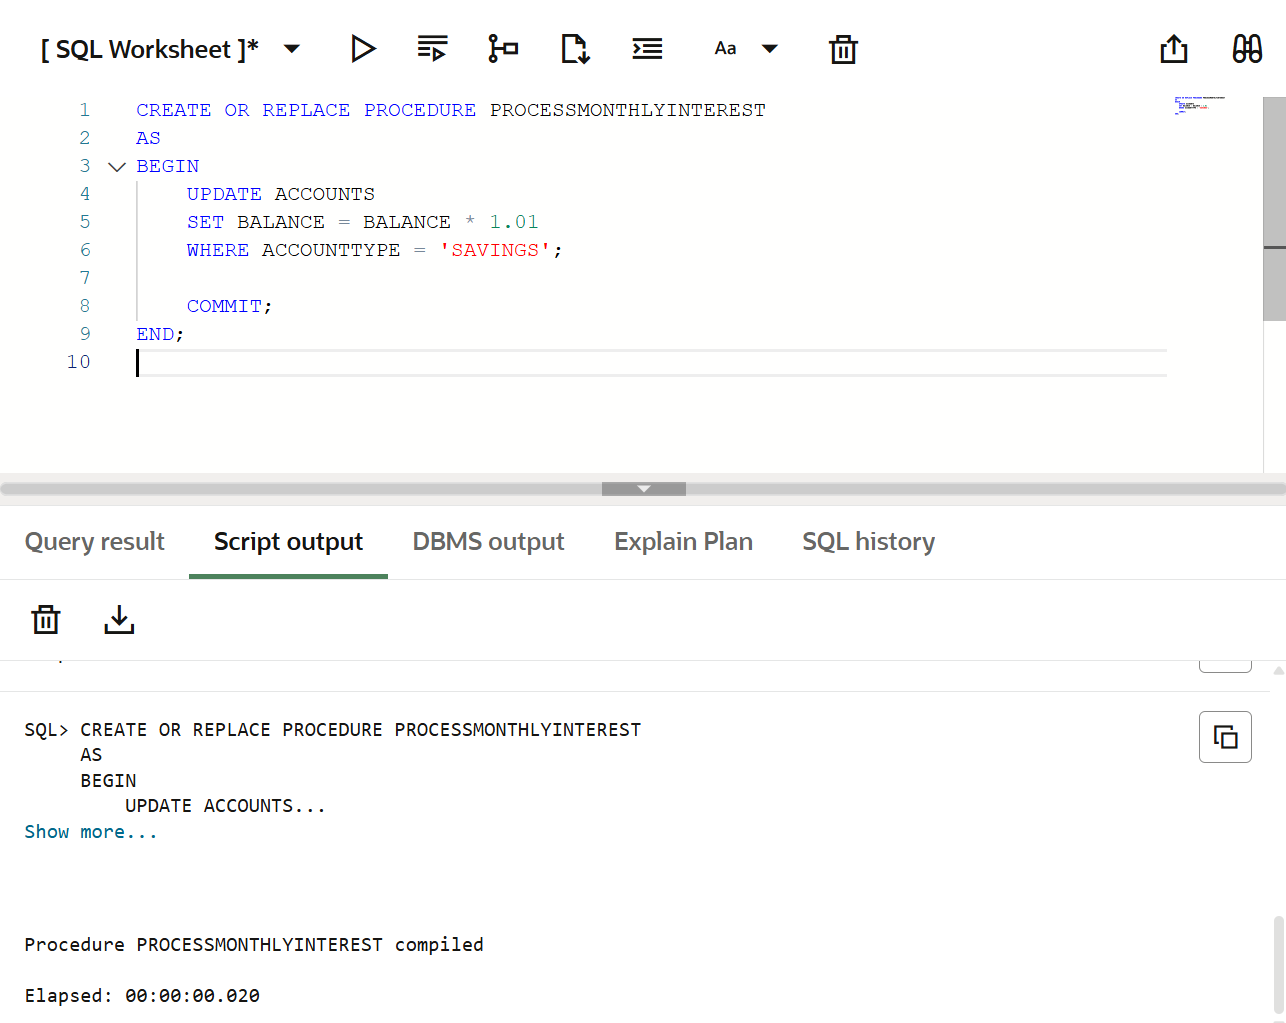 [ SQL Worksheet ]*
Aa
1 CREATE OR REPLACE PROCEDURE PROCESSMONTHLYINTEREST
2 AS
3 BEGIN
4 UPDATE ACCOUNTS
5 SET BALANCE = BALANCE * 1.01
6 WHERE ACCOUNTTYPE = 'SAVINGS';
7
8 COMMIT;
9 END;
10
Query result Script output DBMS output Explain Plan SQL history
SQL> CREATE OR REPLACE PROCEDURE PROCESSMONTHLYINTEREST
AS
BEGIN
UPDATE ACCOUNTS...
Show more...
Procedure PROCESSMONTHLYINTEREST compiled
Elapsed: 00:00:00.020